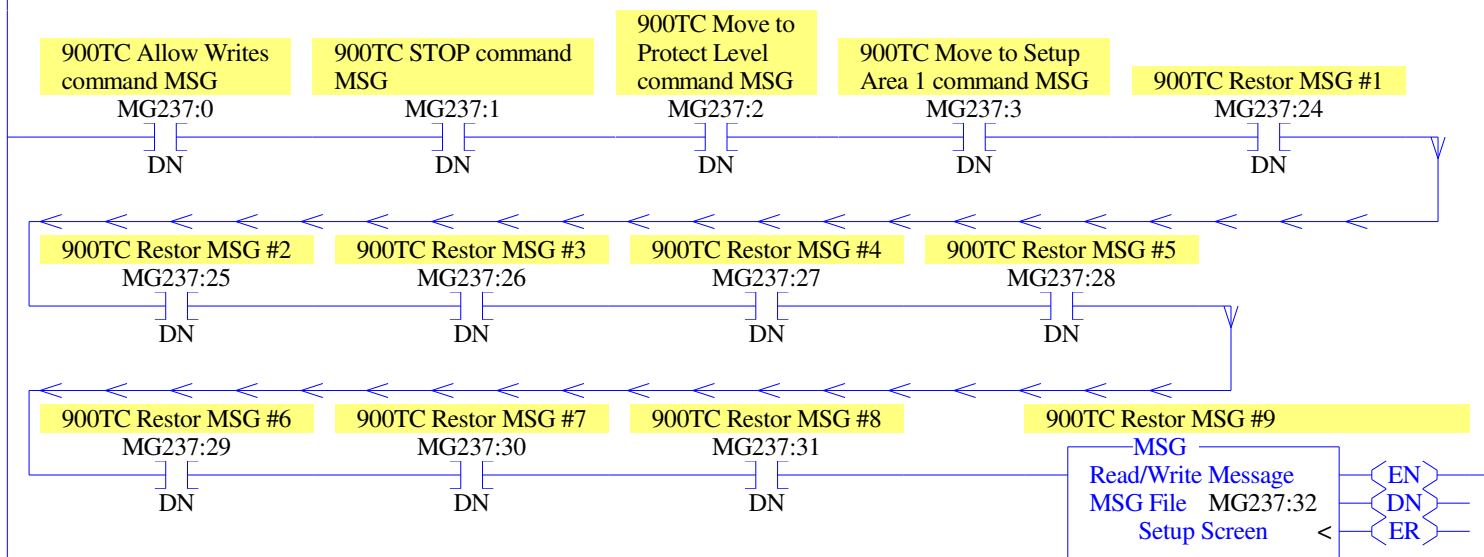 900TC Allow Writes
command MSG
MG237:0
DN
900TC STOP command
MSG
MG237:1
DN
900TC Move to
Protect Level
command MSG
MG237:2
DN
900TC Move to Setup
Area 1 command MSG
MG237:3
DN
900TC Restor MSG #1
MG237:24
DN
900TC Restor MSG #2
MG237:25
DN
900TC Restor MSG #3
MG237:26
DN
900TC Restor MSG #4
MG237:27
DN
900TC Restor MSG #5
MG237:28
DN
900TC Restor MSG #6
MG237:29
DN
900TC Restor MSG #7
MG237:30
DN
900TC Restor MSG #8
MG237:31
DN
900TC Restor MSG #9
MSG
Read/Write Message
MSG File MG237:32
Setup Screen <
EN
DN
ER